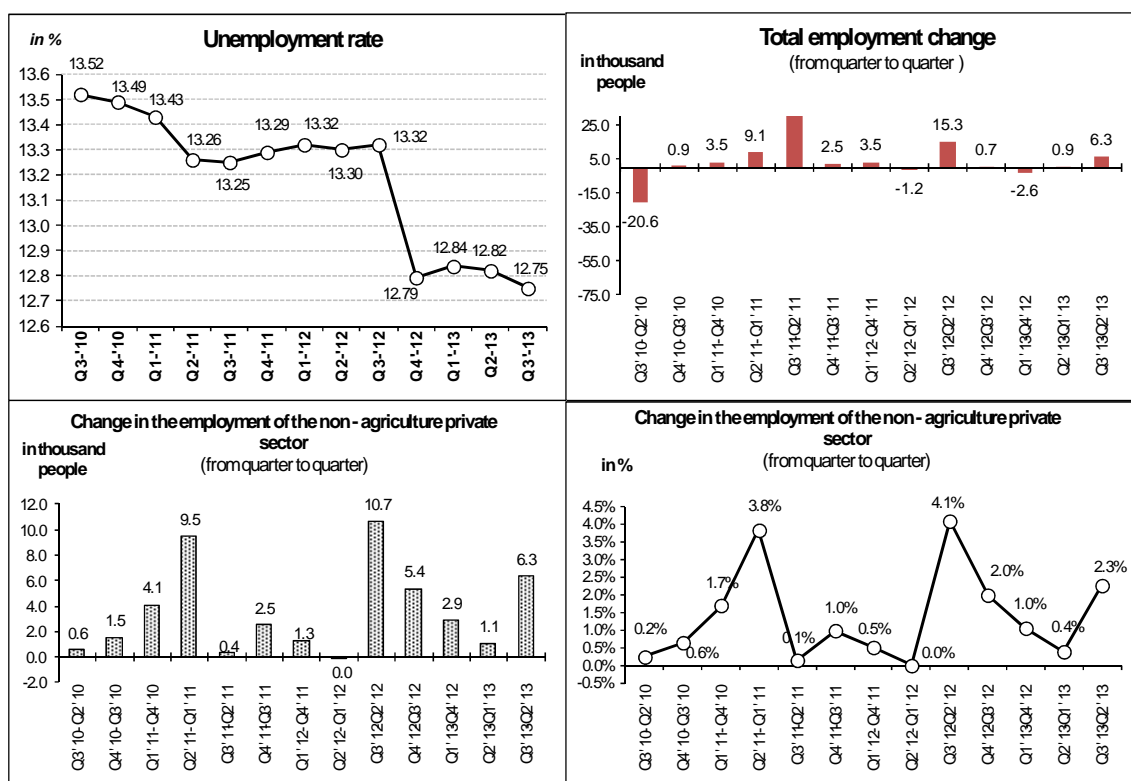 Unemployment rate
in %
13.6
13.5
13.4
13.3
13.2
13.1
13.0
12.9
12.8
12.7
12.6
13.52
13.49
13.43
13.26
13.25
13.29
13.32
13.30
13.32
12.79
12.84
12.82
12.75
Q3-'10
Q4-'10
Q1-'11
Q2-'11
Q3-'11
Q4-'11
Q1-'12
Q2-'12
Q3-'12
Q4'-12
Q1'-13
Q2-13
Q3'-13
Total employment change
(from quarter to quarter )
in thousand
people
25.0
5.0
-15.0
-35.0
-55.0
-75.0
-20.6
0.9
3.5
9.1
2.5
3.5
-1.2
15.3
0.7
-2.6
0.9
6.3
Q3'10-Q2'10
Q4'10-Q3'10
Q1'11-Q4'10
Q2'11-Q1'11
Q3'11Q2'11
Q4'11Q3'11
Q1'12-Q4'11
Q2'12-Q1'12
Q3'12Q2'12
Q4'12Q3'12
Q1'13Q4'12
Q2'13Q1'13
Q3'13Q2'13
Change in the employment of the non - agriculture private
sector
(from quarter to quarter)
in thousand
people
12.0
10.0
8.0
6.0
4.0
2.0
0.0
-2.0
0.6
1.5
4.1
9.5
0.4
2.5
1.3
0.0
10.7
5.4
2.9
1.1
6.3
Q3'10-Q2'10
Q4'10-Q3'10
Q1'11-Q4'10
Q2'11-Q1'11
Q3'11Q2'11
Q4'11Q3'11
Q1'12-Q4'11
Q2'12-Q1'12
Q3'12Q2'12
Q4'12Q3'12
Q1'13Q4'12
Q2'13Q1'13
Q3'13Q2'13
Change in the employment of the non - agriculture private
sector
(from quarter to quarter)
in %
4.5%
4.0%
3.5%
3.0%
2.5%
2.0%
1.5%
1.0%
0.5%
0.0%
-0.5%
0.2%
0.6%
1.7%
3.8%
0.1%
1.0%
0.5%
0.0%
4.1%
2.0%
1.0%
0.4%
2.3%
Q3'10-Q2'10
Q4'10-Q3'10
Q1'11-Q4'10
Q2'11-Q1'11
Q3'11-Q2'11
Q4'11-Q3'11
Q1'12-Q4'11
Q2'12-Q1'12
Q3'12Q2'12
Q4'12Q3'12
Q1'13Q4'12
Q2'13Q1'13
Q3'13Q2'13